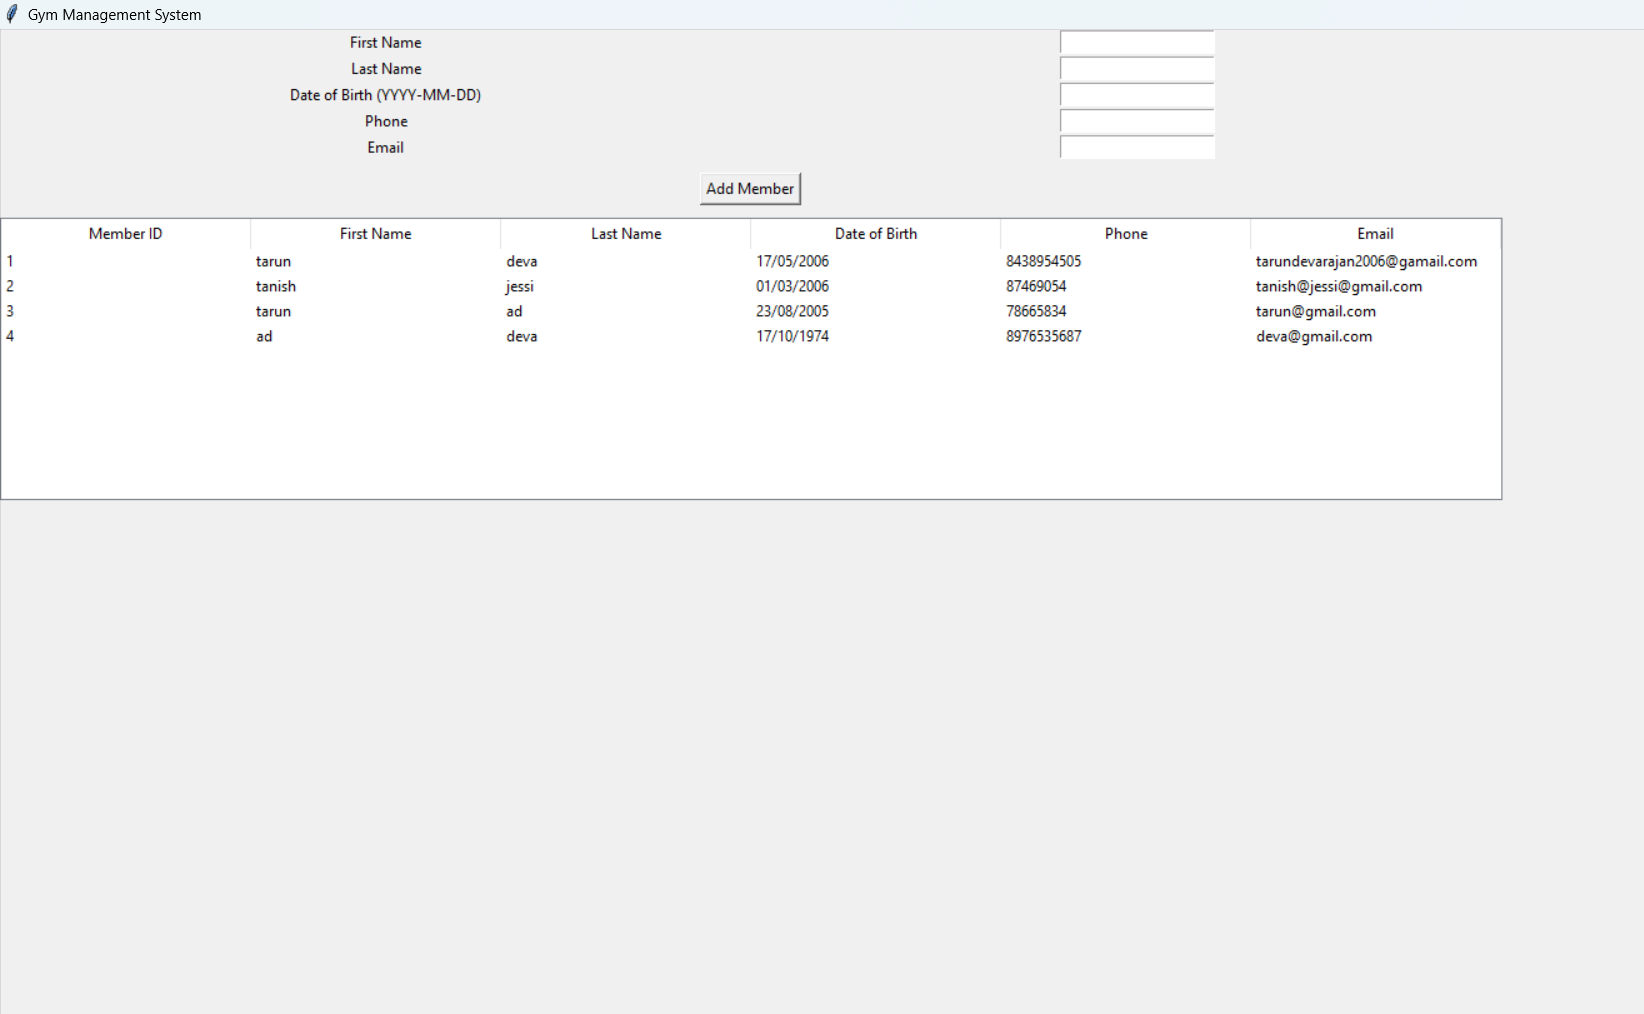 Gym Management System
First Name
Last Name
Date of Birth (YYYY-MM-DD)
Phone
Email
Add Member
Member ID First Name Last Name Date of Birth Phone Email
1 tarun deva 17/05/2006 8438954505 tarundevarajan2006@gamail.com
2 tanish jessi 01/03/2006 87469054 tanish@jessi@gmail.com
3 tarun ad 23/08/2005 78665834 tarun@gmail.com
4 ad deva 17/10/1974 8976535687 deva@gmail.com